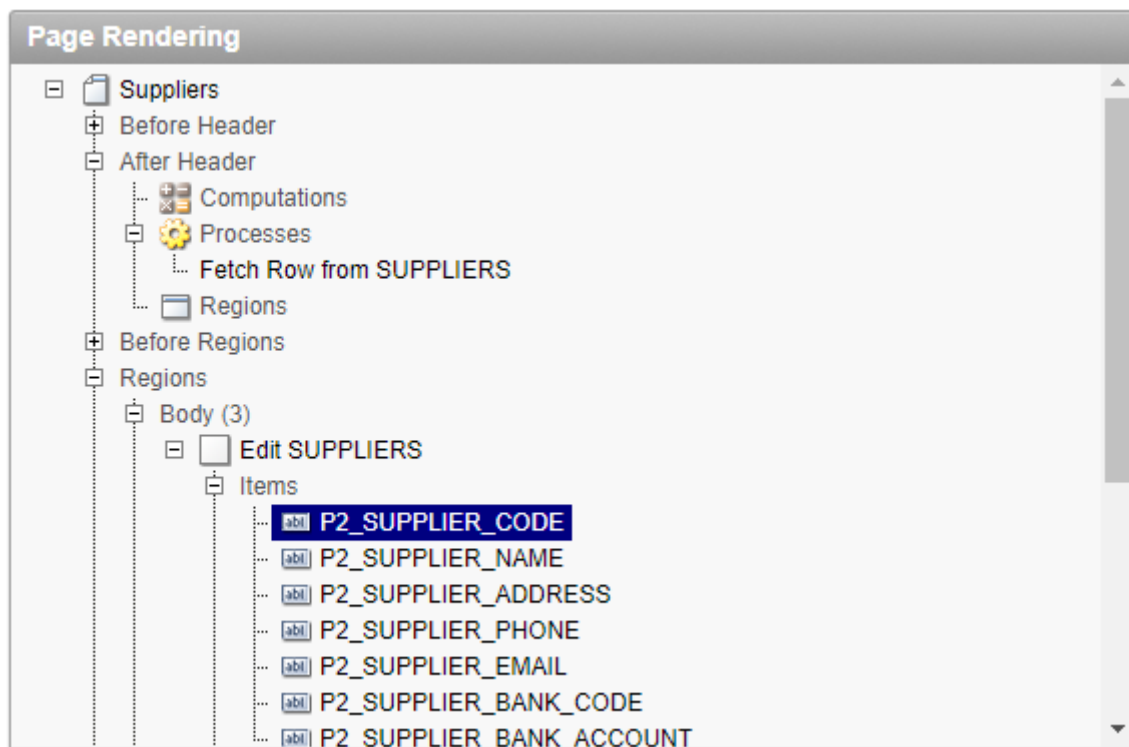 Page Rendering
Suppliers
Before Header
After Header
Computations
Processes
Fetch Row from SUPPLIERS
Regions
Before Regions
Regions
Body (3)
Edit SUPPLIERS
Items
P2_SUPPLIER_CODE
P2_SUPPLIER_NAME
P2_SUPPLIER_ADDRESS
P2_SUPPLIER_PHONE
P2_SUPPLIER_EMAIL
P2_SUPPLIER_BANK_CODE
P2_SUPPLIER_BANK_ACCOUNT